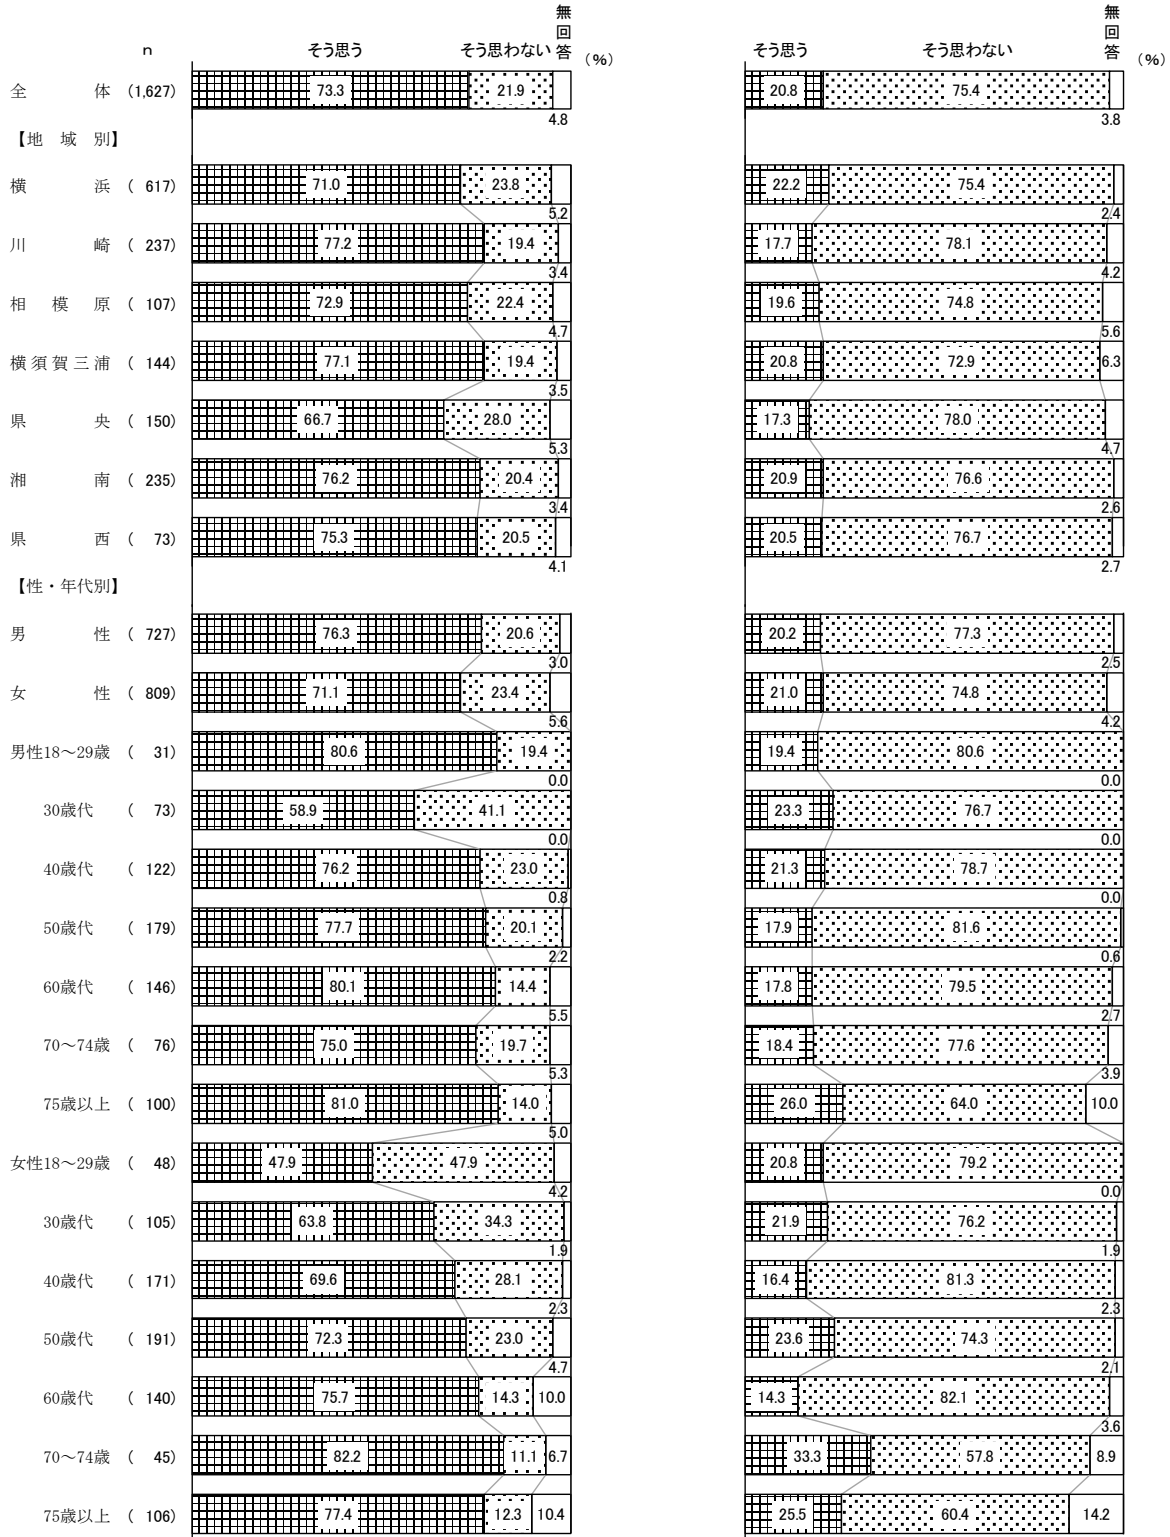 無回答 無回答
n そう思う そう思わない (%) そう思う そう思わない (%)
全体 (1,627) 73.3 21.9 20.8 75.4
4.8 3.8
【地域別】
横浜 ( 617) 71.0 23.8 22.2 75.4
5.2 2.4
川崎 ( 237) 77.2 19.4 17.7 78.1
3.4 4.2
相模原 ( 107) 72.9 22.4 19.6 74.8
4.7 5.6
横須賀三浦 ( 144) 77.1 19.4 20.8 72.9 6.3
3.5
県央 ( 150) 66.7 28.0 17.3 78.0
5.3 4.7
湘南 ( 235) 76.2 20.4 20.9 76.6
3.4 2.6
県西 ( 73) 75.3 20.5 20.5 76.7
4.1 2.7
【性・年代別】
男性 ( 727) 76.3 20.6 20.2 77.3
3.0 2.5
女性 ( 809) 71.1 23.4 21.0 74.8
5.6 4.2
男性18～29歳 ( 31) 80.6 19.4 19.4 80.6
0.0 0.0
30歳代 ( 73) 58.9 41.1 23.3 76.7
0.0 0.0
40歳代 ( 122) 76.2 23.0 21.3 78.7
0.8 0.0
50歳代 ( 179) 77.7 20.1 17.9 81.6
2.2 0.6
60歳代 ( 146) 80.1 14.4 17.8 79.5
5.5 2.7
70～74歳 ( 76) 75.0 19.7 18.4 77.6
5.3 3.9
75歳以上 ( 100) 81.0 14.0 26.0 64.0 10.0
5.0
女性18～29歳 ( 48) 47.9 47.9 20.8 79.2
4.2 0.0
30歳代 ( 105) 63.8 34.3 21.9 76.2
1.9 1.9
40歳代 ( 171) 69.6 28.1 16.4 81.3
2.3 2.3
50歳代 ( 191) 72.3 23.0 23.6 74.3
4.7 2.1
60歳代 ( 140) 75.7 14.3 10.0 14.3 82.1
3.6
70～74歳 ( 45) 82.2 11.1 6.7 33.3 57.8 8.9
75歳以上 ( 106) 77.4 12.3 10.4 25.5 60.4 14.2